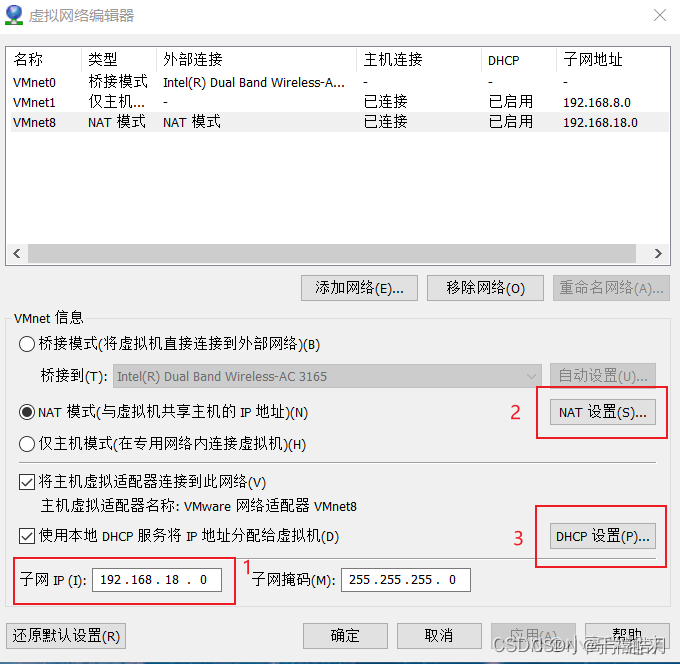 虚拟网络编辑器
名称 类型 外部连接 主机连接 DHCP 子网地址
VMnet0 桥接模式 Intel(R) Dual Band Wireless-A... - - -
VMnet1 仅主机... - 已连接 已启用 192.168.8.0
VMnet8 NAT 模式 NAT 模式 已连接 已启用 192.168.18.0
添加网络(E)... 移除网络(O) 重命名网络(A)...
VMnet 信息
桥接模式(将虚拟机直接连接到外部网络)(B)
桥接到(T): Intel(R) Dual Band Wireless-AC 3165 自动设置(U)...
NAT 模式(与虚拟机共享主机的 IP 地址)(N) 2 NAT 设置(S)...
仅主机模式(在专用网络内连接虚拟机)(H)
将主机虚拟适配器连接到此网络(V)
主机虚拟适配器名称: VMware 网络适配器 VMnet8
使用本地 DHCP 服务将 IP 地址分配给虚拟机(D) 3 DHCP 设置(P)...
子网 IP (I): 192 .168 . 18 . 0 1 子网掩码(M): 255 .255 .255 . 0
还原默认设置(R) 确定 取消 应用(A) 帮助